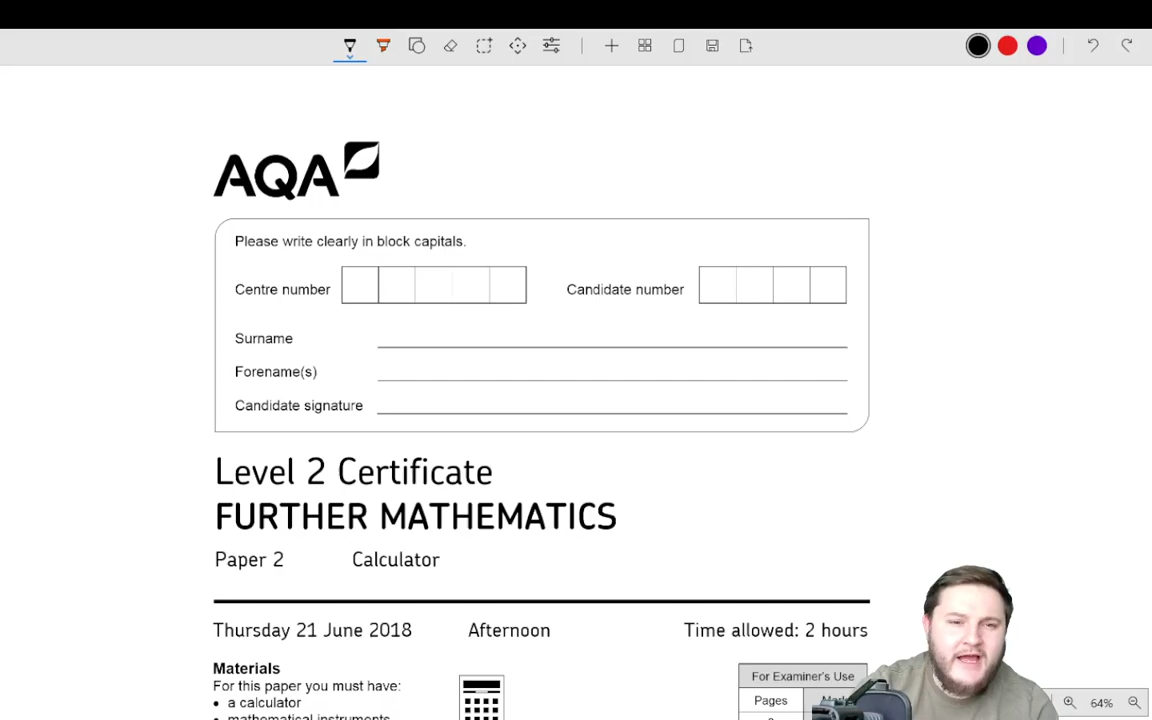 AQA
Please write clearly in block capitals.
Centre number Candidate number
Surname
Forename(s)
Candidate signature
Level 2 Certificate
FURTHER MATHEMATICS
Paper 2 Calculator
Thursday 21 June 2018 Afternoon Time allowed: 2 hours
Materials
For this paper you must have:
• a calculator
• mathematical instruments
For Examiner's Use
Pages
64%